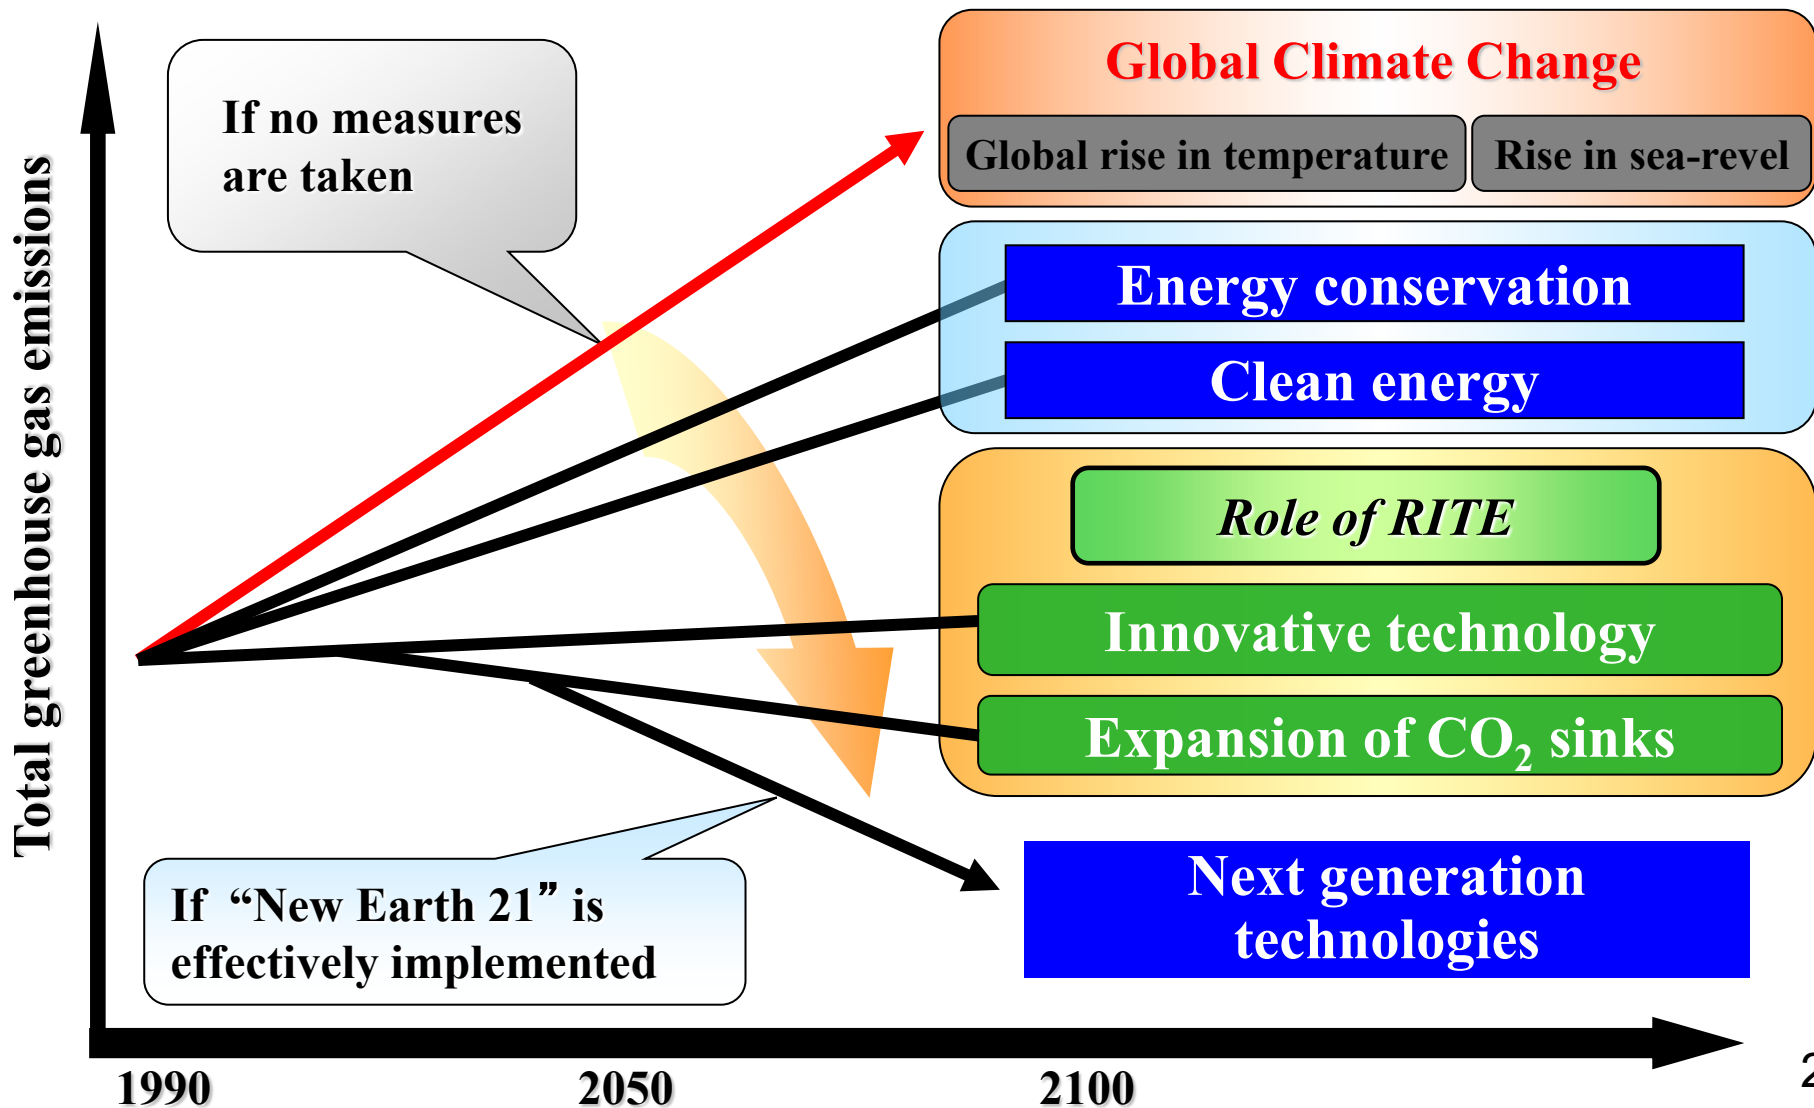 Total greenhouse gas emissions
If no measures
are taken
Global Climate Change
Global rise in temperature
Rise in sea-revel
Energy conservation
Clean energy
Role of RITE
Innovative technology
Expansion of CO₂ sinks
If “New Earth 21” is
effectively implemented
Next generation
technologies
1990
2050
2100
2